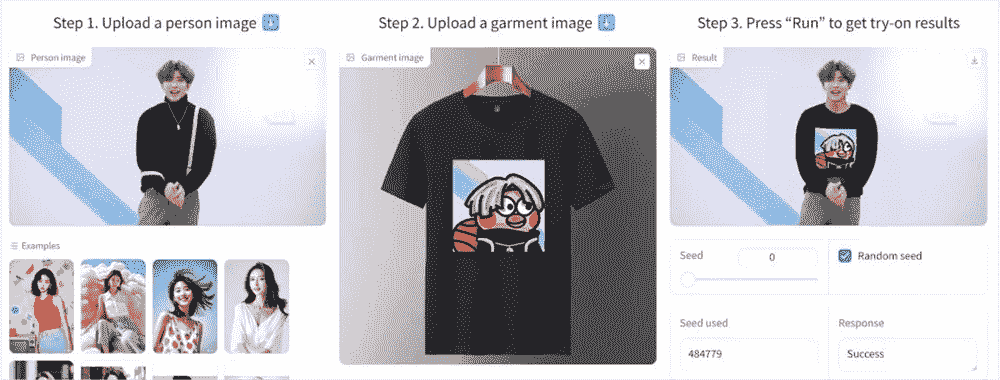 Step 1. Upload a person image ⬇️
Person image
Examples
Step 2. Upload a garment image ⬇️
Garment image
Step 3. Press “Run” to get try-on results
Result
Seed
0
Random seed
Seed used
484779
Response
Success